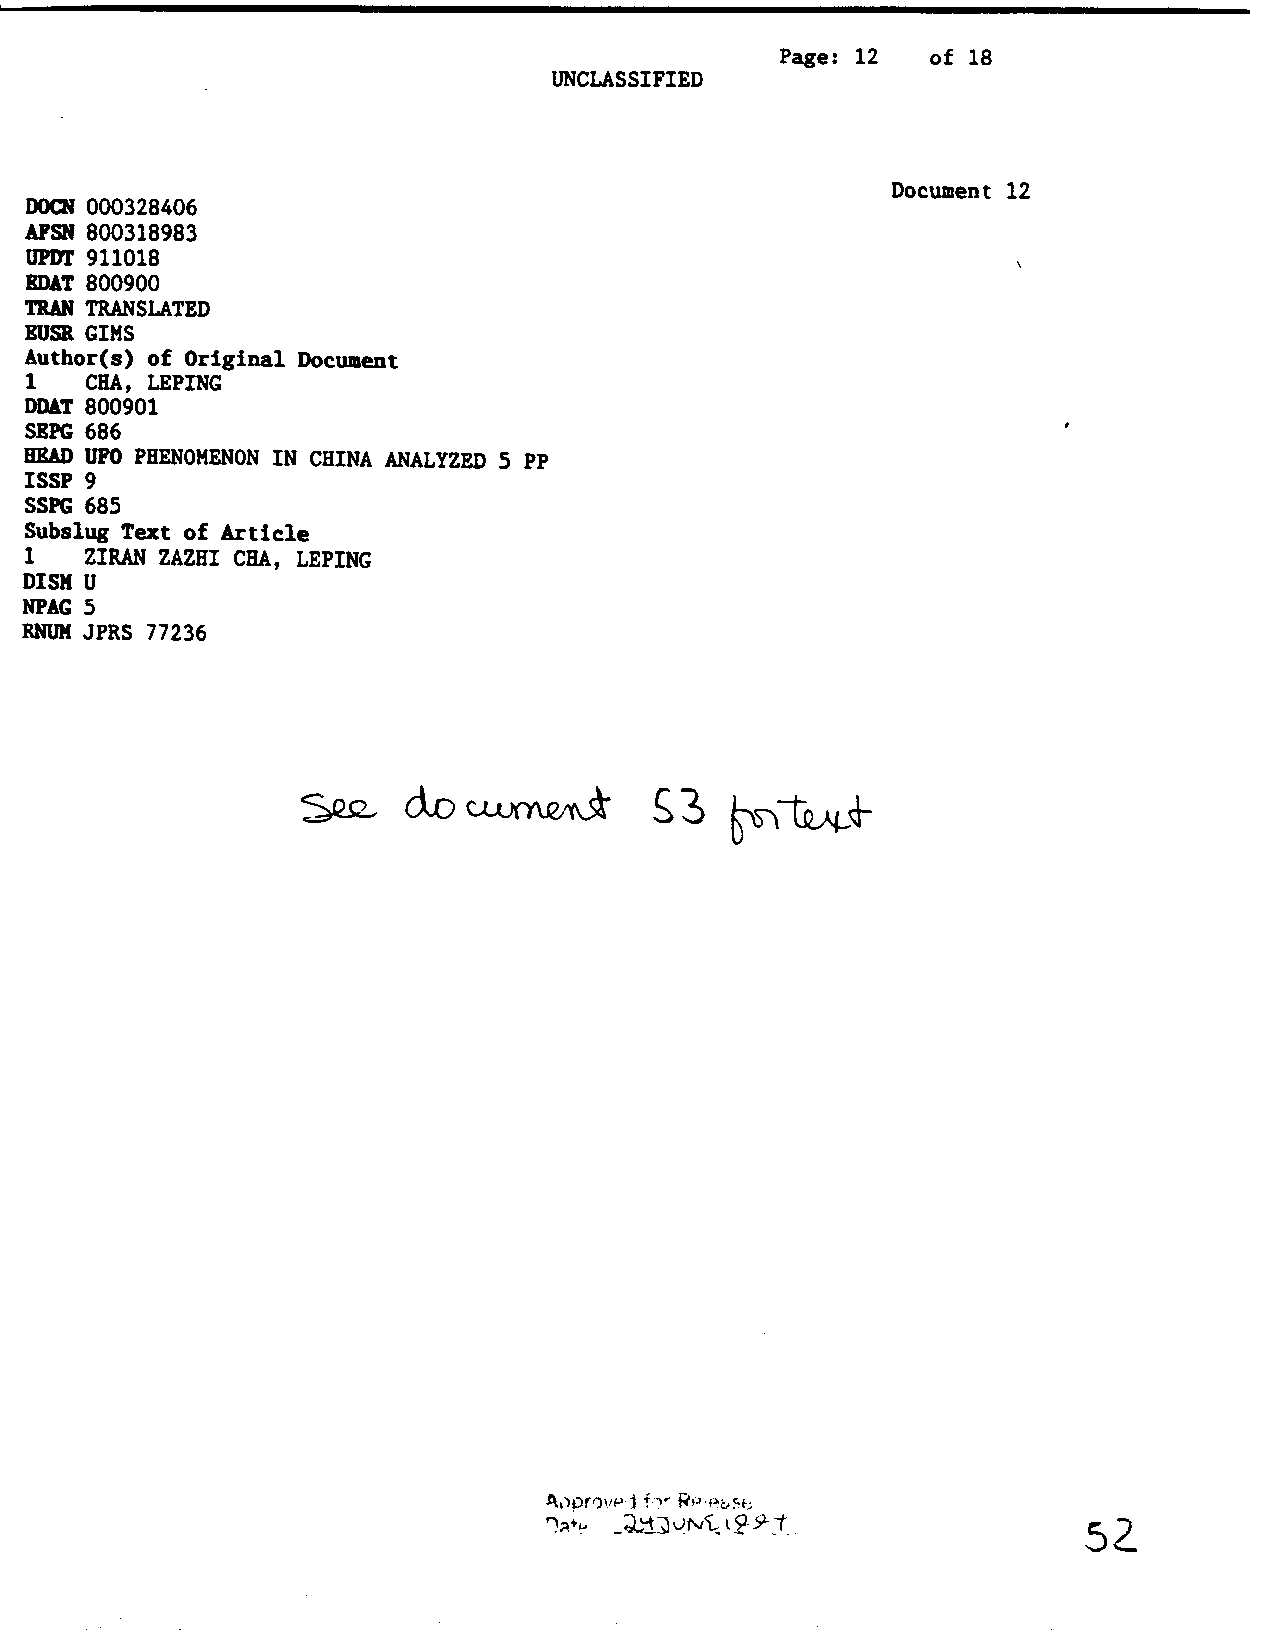 Page: 12 of 18
UNCLASSIFIED
Document 12
DOCN 000328406
AFSN 800318983
UPDT 911018
EDAT 800900
TRAN TRANSLATED
EUSR GIMS
Author(s) of Original Document
1 CHA, LEPING
DDAT 800901
SEPG 686
HEAD UFO PHENOMENON IN CHINA ANALYZED 5 PP
ISSP 9
SSPG 685
Subslug Text of Article
1 ZIRAN ZAZHI CHA, LEPING
DISM U
NPAG 5
RNUM JPRS 77236
See document 53 for text
Approved for Release
Date
52